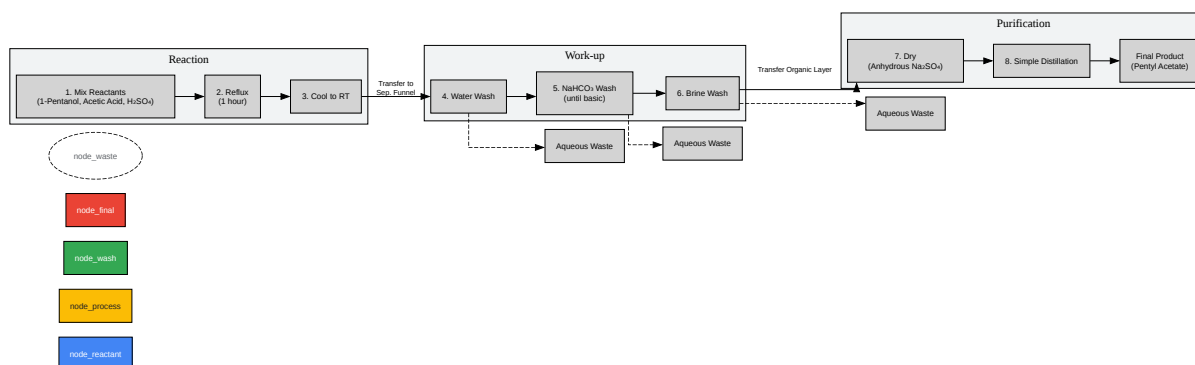 Reaction
1. Mix Reactants
(1-Pentanol, Acetic Acid, H₂SO₄)
2. Reflux
(1 hour)
3. Cool to RT
Transfer to
Sep. Funnel
Work-up
4. Water Wash
5. NaHCO₃ Wash
(until basic)
6. Brine Wash
Aqueous Waste
Aqueous Waste
Transfer Organic Layer
Aqueous Waste
Purification
7. Dry
(Anhydrous Na₂SO₄)
8. Simple Distillation
Final Product
(Pentyl Acetate)
node_waste
node_final
node_wash
node_process
node_reactant